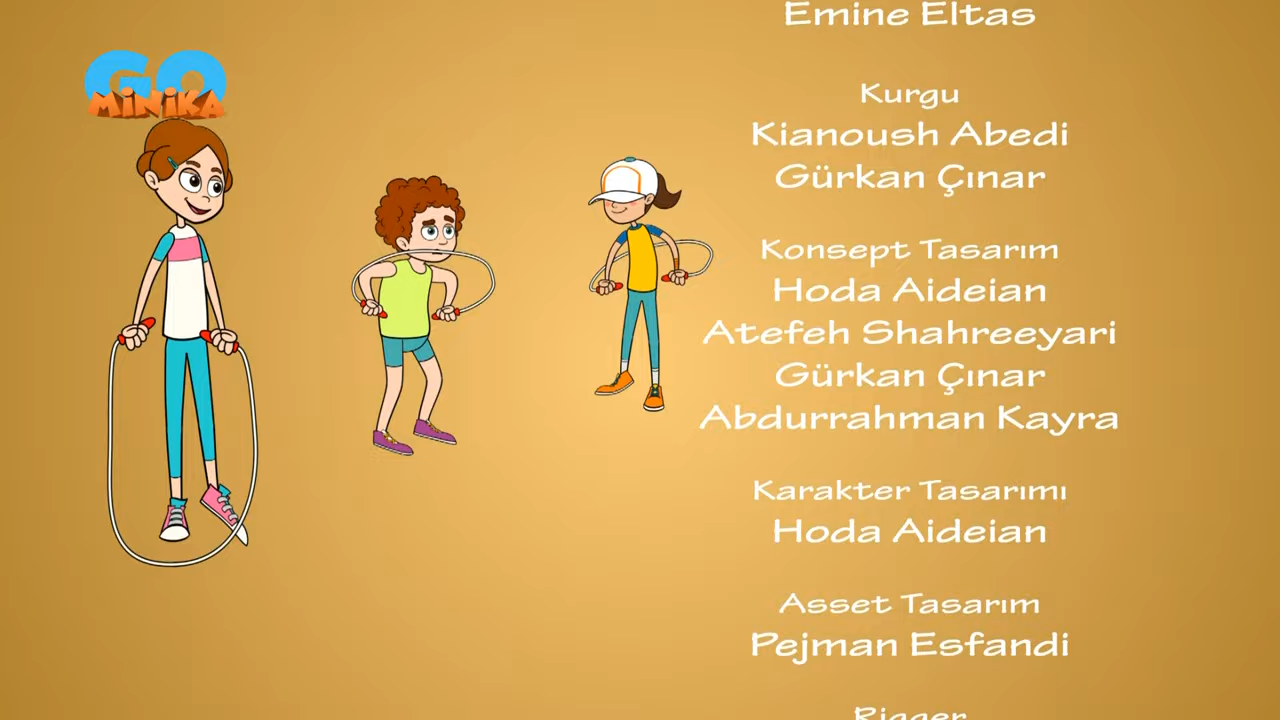 GO
MINIKA
Emine Eltas
Kurgu
Kianoush Abedi
Gürkan Çınar
Konsept Tasarım
Hoda Aideian
Atefeh Shahreeyari
Gürkan Çınar
Abdurrahman Kayra
Karakter Tasarımı
Hoda Aideian
Asset Tasarım
Pejman Esfandi
Rigger